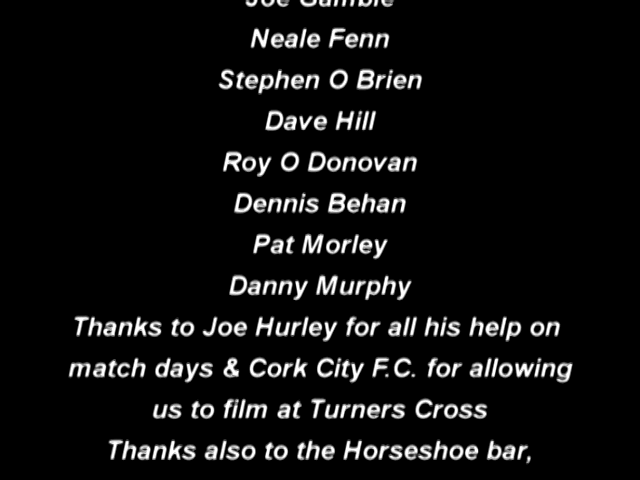 Joe Gamble
Neale Fenn
Stephen O Brien
Dave Hill
Roy O Donovan
Dennis Behan
Pat Morley
Danny Murphy
Thanks to Joe Hurley for all his help on
match days & Cork City F.C. for allowing
us to film at Turners Cross
Thanks also to the Horseshoe bar,